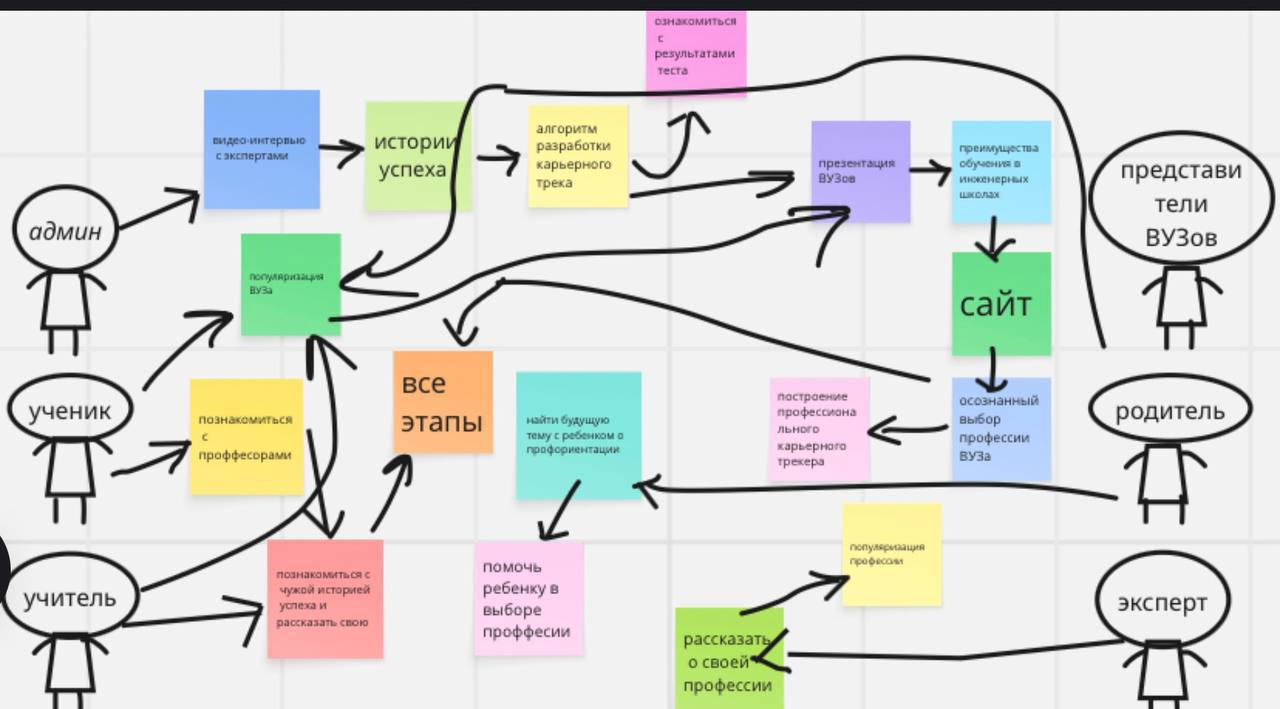 ознакомиться
с
результатами
теста
видео-интервью
с экспертами
истории
успеха
алгоритм
разработки
карьерного
трека
презентация
ВУЗов
преимущества
обучения в
инженерных
школах
представи
тели
ВУЗов
админ
популяризация
ВУЗа
сайт
ученик
познакомиться
с
проффесорами
все
этапы
найти будущую
тему с ребенком о
профориентации
построение
профессиона
льного
карьерного
трекера
осознанный
выбор
профессии
ВУЗа
родитель
учитель
познакомиться с
чужой историей
успеха и
рассказать свою
помочь
ребенку в
выборе
проффесии
популяризация
профессии
рассказать
о своей
профессии
эксперт